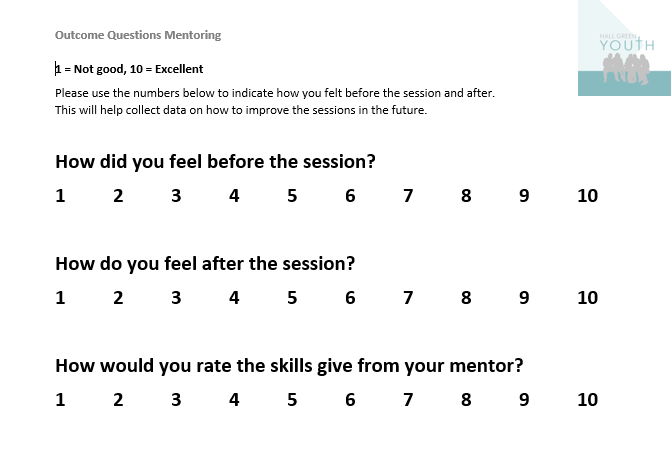 Outcome Questions Mentoring
HALL GREEN
YOUTH
1 = Not good, 10 = Excellent
Please use the numbers below to indicate how you felt before the session and after.
This will help collect data on how to improve the sessions in the future.
How did you feel before the session?
1 2 3 4 5 6 7 8 9 10
How do you feel after the session?
1 2 3 4 5 6 7 8 9 10
How would you rate the skills give from your mentor?
1 2 3 4 5 6 7 8 9 10